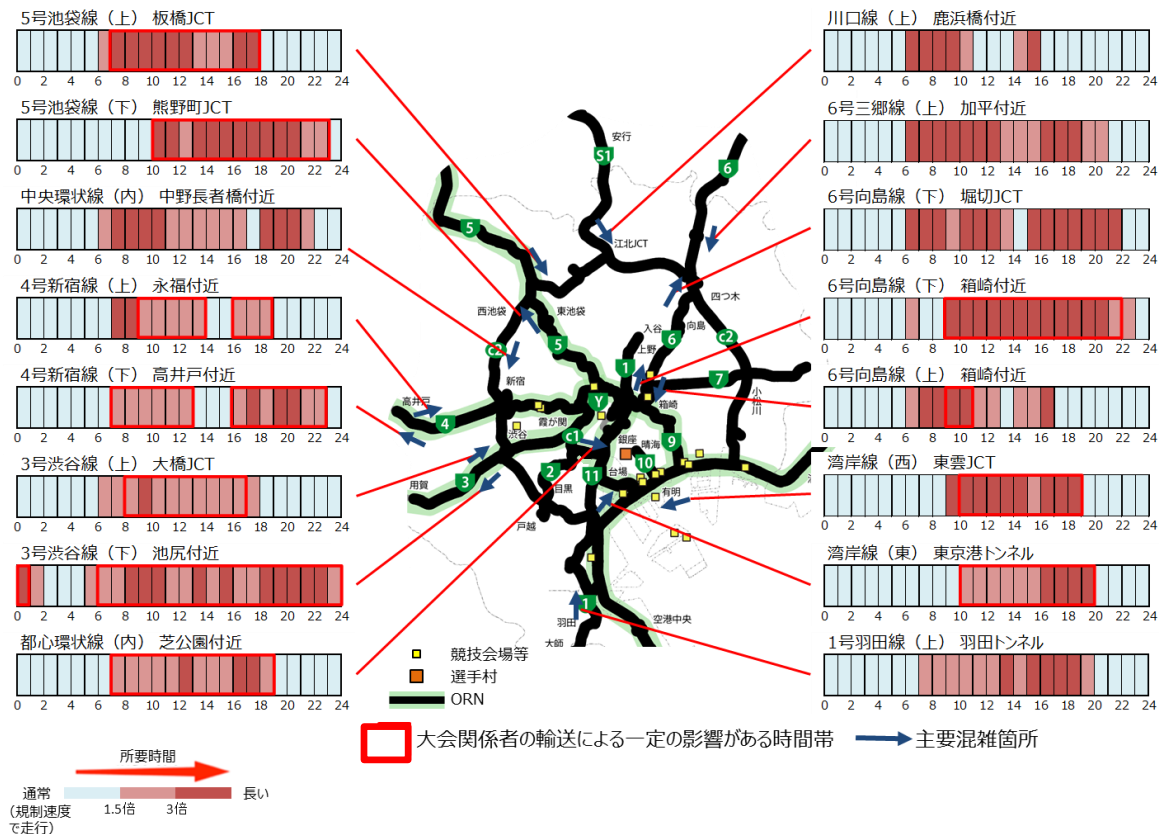 5号池袋線（上） 板橋JCT
0 2 4 6 8 10 12 14 16 18 20 22 24
5号池袋線（下） 熊野町JCT
0 2 4 6 8 10 12 14 16 18 20 22 24
中央環状線（内） 中野長者橋付近
0 2 4 6 8 10 12 14 16 18 20 22 24
4号新宿線（上） 永福付近
0 2 4 6 8 10 12 14 16 18 20 22 24
4号新宿線（下） 高井戸付近
0 2 4 6 8 10 12 14 16 18 20 22 24
3号渋谷線（上） 大橋JCT
0 2 4 6 8 10 12 14 16 18 20 22 24
3号渋谷線（下） 池尻付近
0 2 4 6 8 10 12 14 16 18 20 22 24
都心環状線（内） 芝公園付近
0 2 4 6 8 10 12 14 16 18 20 22 24
安行
S1
6
5
江北JCT
西池袋
東池袋
四つ木
入谷
向島
c2
5
上野
6
c2
1
7
新宿
小松川
高井戸
Y
箱崎
4
霞が関
渋谷
c1
銀座
晴海
9
2
10
11
台場
用賀
3
目黒
有明
戸越
1
羽田
空港中央
大師
川口線（上） 鹿浜橋付近
0 2 4 6 8 10 12 14 16 18 20 22 24
6号三郷線（上） 加平付近
0 2 4 6 8 10 12 14 16 18 20 22 24
6号向島線（下） 堀切JCT
0 2 4 6 8 10 12 14 16 18 20 22 24
6号向島線（下） 箱崎付近
0 2 4 6 8 10 12 14 16 18 20 22 24
6号向島線（上） 箱崎付近
0 2 4 6 8 10 12 14 16 18 20 22 24
湾岸線（西） 東雲JCT
0 2 4 6 8 10 12 14 16 18 20 22 24
湾岸線（東） 東京港トンネル
0 2 4 6 8 10 12 14 16 18 20 22 24
1号羽田線（上） 羽田トンネル
0 2 4 6 8 10 12 14 16 18 20 22 24
競技会場等
選手村
ORN
大会関係者の輸送による一定の影響がある時間帯
主要混雑箇所
所要時間
通常
長い
（規制速度
で走行）
1.5倍
3倍